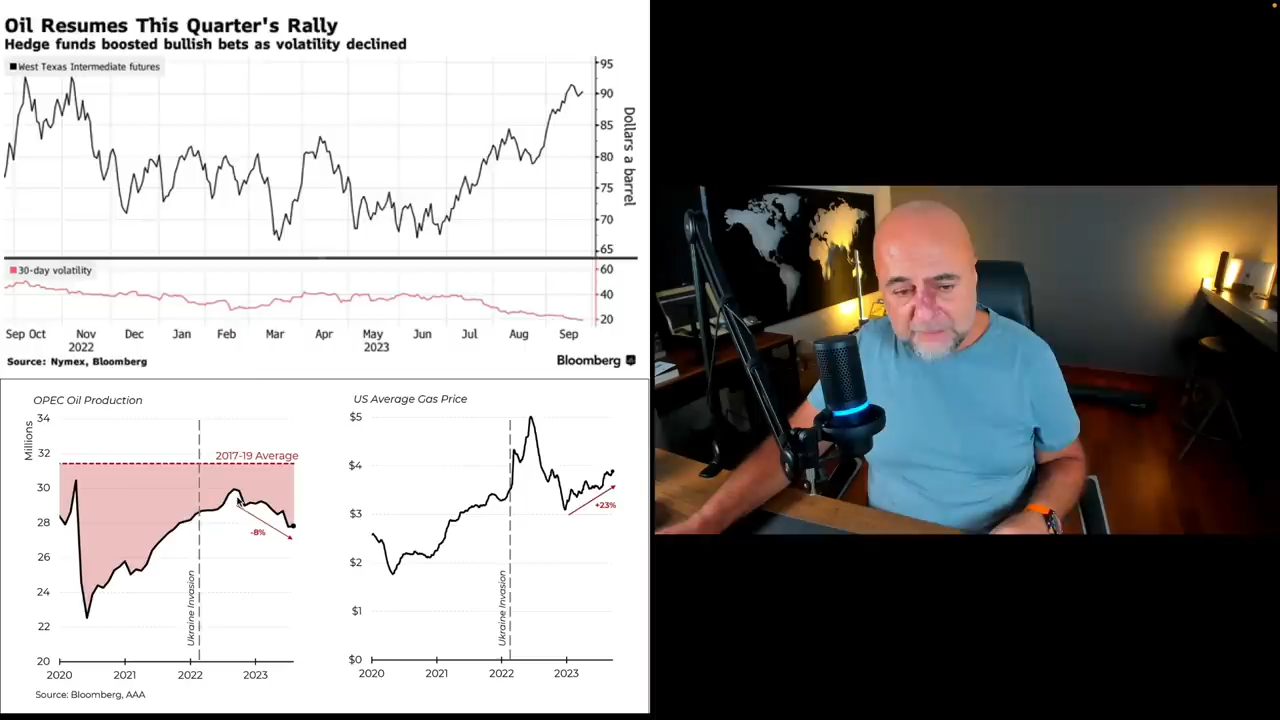 Oil Resumes This Quarter's Rally
Hedge funds boosted bullish bets as volatility declined
West Texas Intermediate futures
95
90
85
80
75
70
65
Dollars a barrel
30-day volatility
60
40
20
Sep Oct Nov Dec Jan Feb Mar Apr May Jun Jul Aug Sep
2022 2023
Source: Nymex, Bloomberg
Bloomberg
OPEC Oil Production
Millions
34
32
30
28
26
24
22
20
2017-19 Average
-8%
Ukraine Invasion
2020 2021 2022 2023
Source: Bloomberg, AAA
US Average Gas Price
$5
$4
$3
$2
$1
$0
+23%
Ukraine Invasion
2020 2021 2022 2023